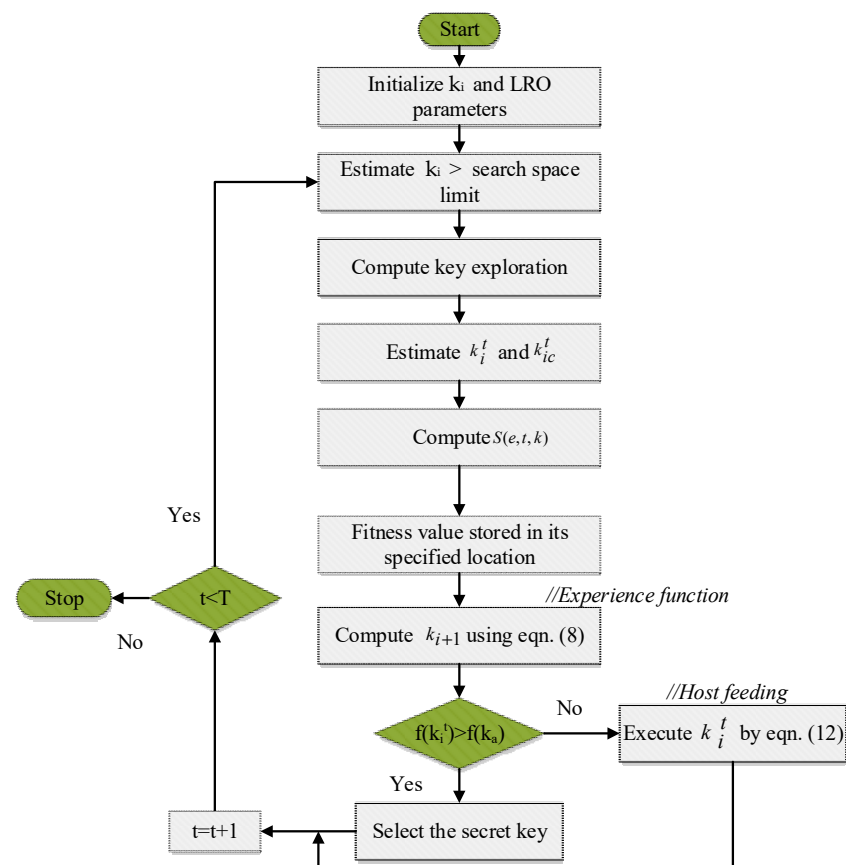 Start
Initialize kᵢ and LRO
parameters
Estimate kᵢ > search space
limit
Compute key exploration
Estimate k_i^t and k_ic^t
Compute S(e, t, k)
Yes
Fitness value stored in its
specified location
Stop
t<T
//Experience function
No
Compute k_{i+1} using eqn. (8)
//Host feeding
f(k_i^t)>f(k_a)
No
Execute k_i^t by eqn. (12)
Yes
t=t+1
Select the secret key